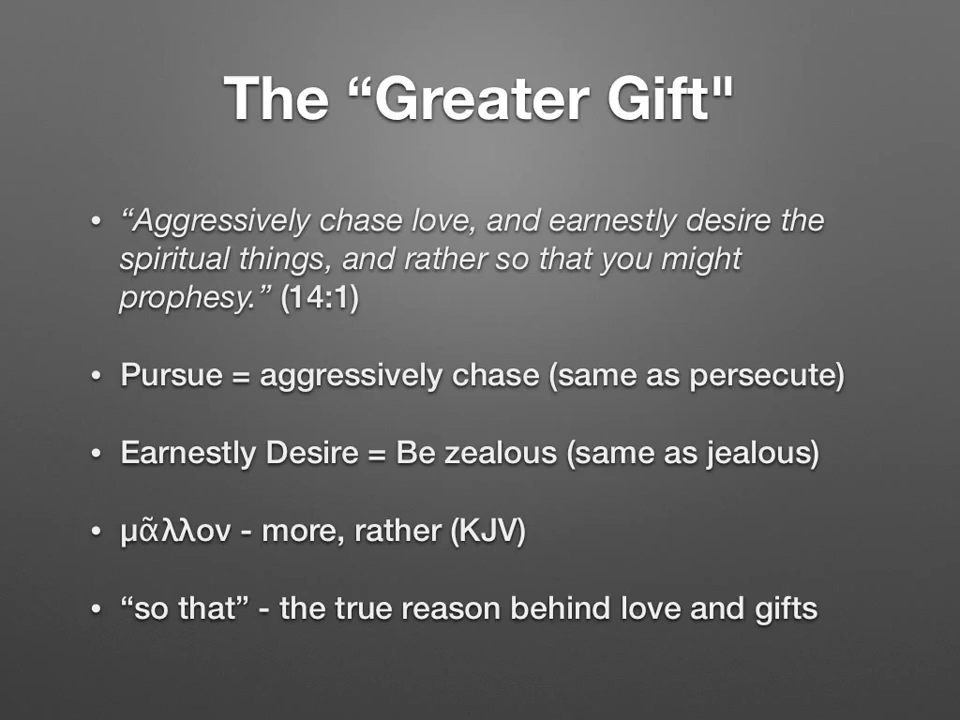 The “Greater Gift"
• “Aggressively chase love, and earnestly desire the
spiritual things, and rather so that you might
prophesy.” (14:1)
• Pursue = aggressively chase (same as persecute)
• Earnestly Desire = Be zealous (same as jealous)
• μᾶλλον - more, rather (KJV)
• “so that” - the true reason behind love and gifts